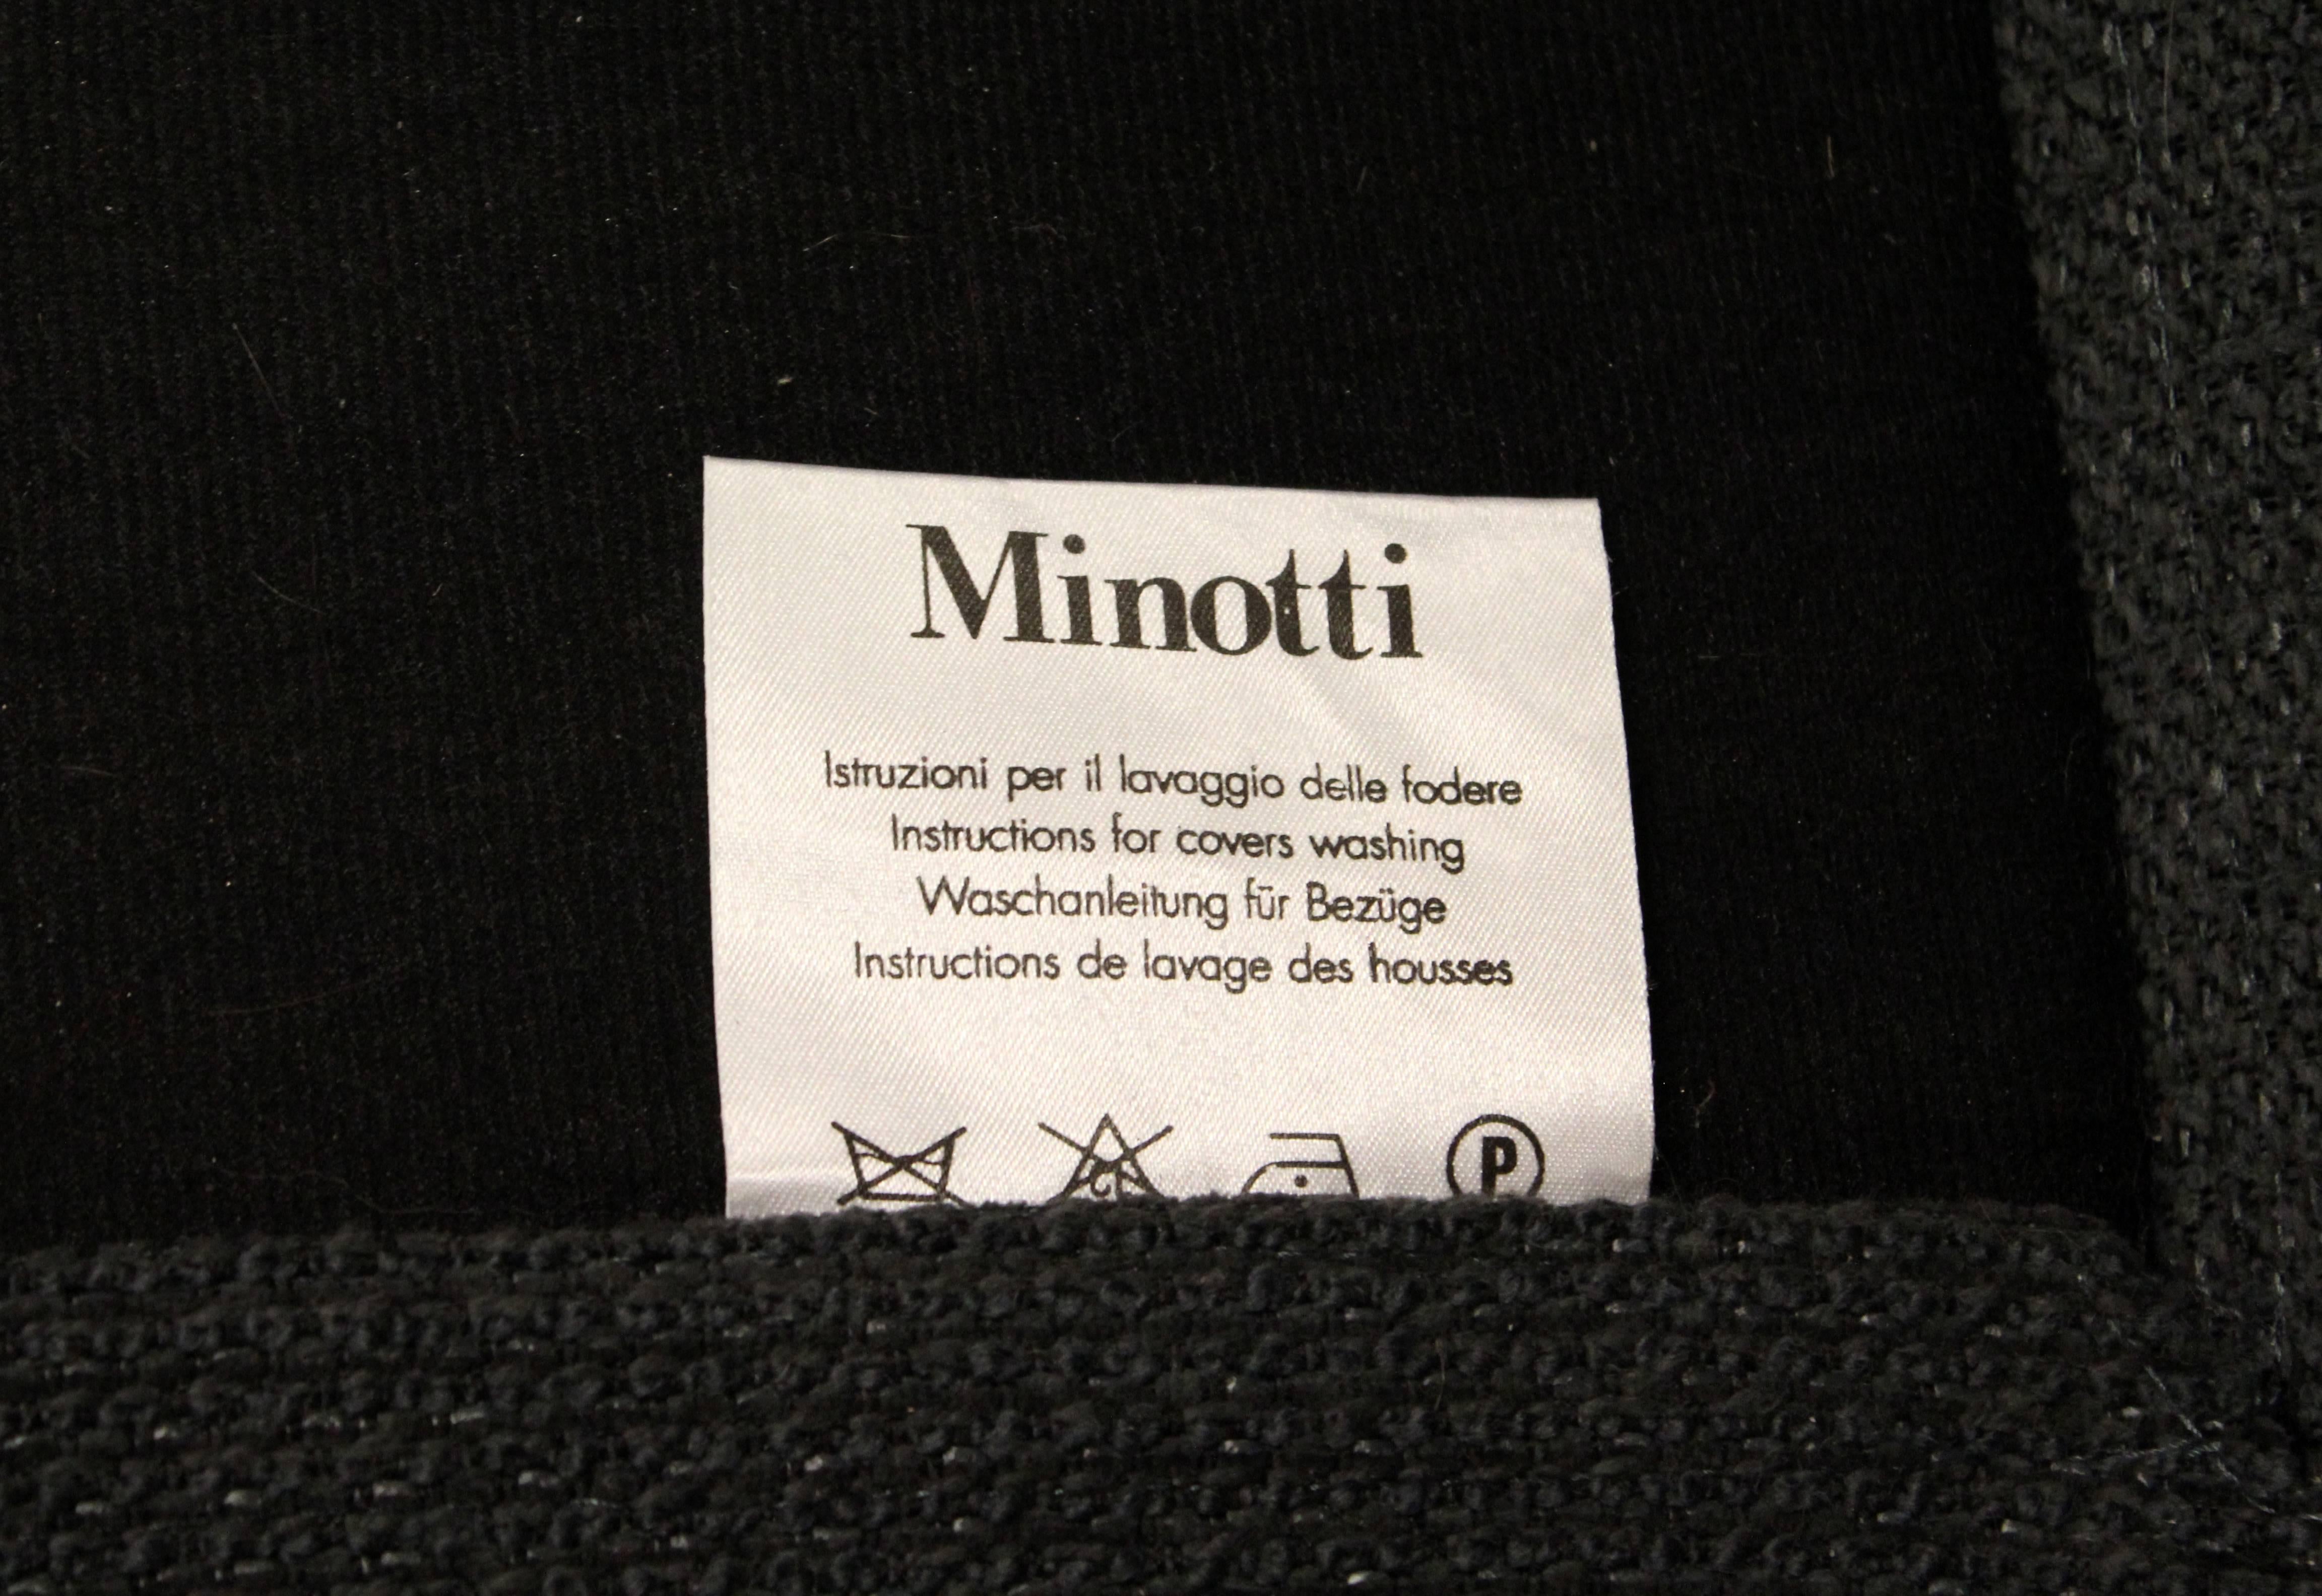 Minotti
Istruzioni per il lavaggio delle fodere
Instructions for covers washing
Waschanleitung für Bezüge
Instructions de lavage des housses
P